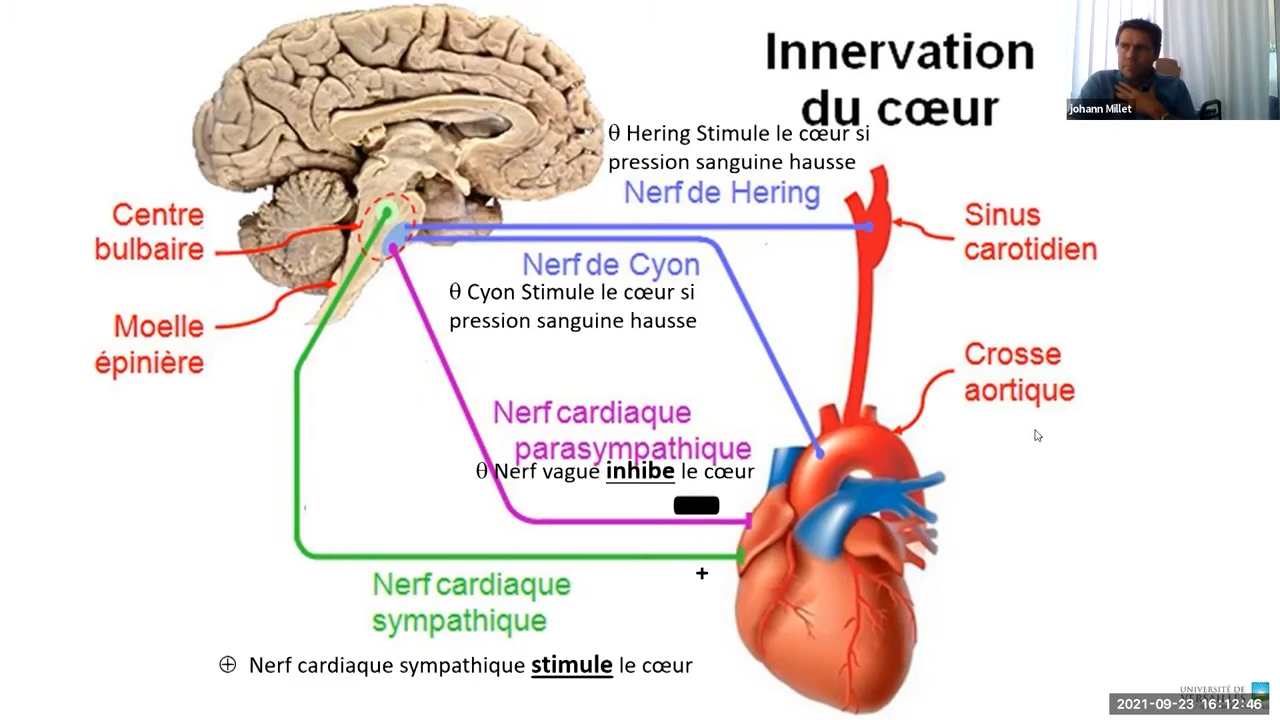 Innervation
du cœur
johann Millet
θ Hering Stimule le cœur si
pression sanguine hausse
Nerf de Hering
Centre
bulbaire
Sinus
carotidien
Nerf de Cyon
θ Cyon Stimule le cœur si
pression sanguine hausse
Moelle
épinière
Crosse
aortique
Nerf cardiaque
parasympathique
θ Nerf vague inhibe le cœur
+
Nerf cardiaque
sympathique
⊕ Nerf cardiaque sympathique stimule le cœur
UNIVERSITÉ DE
2021-09-23 16:12:46